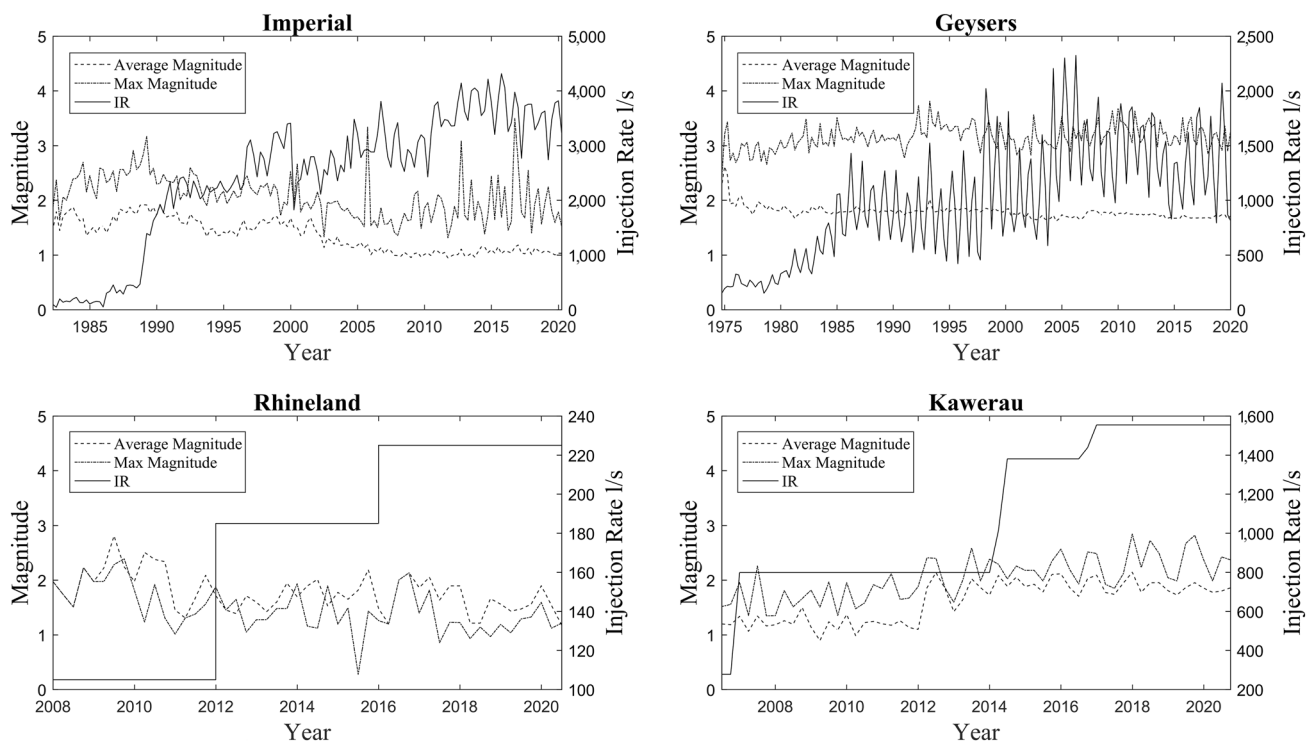 Imperial
5
4
3
2
1
0
Magnitude
Average Magnitude
Max Magnitude
IR
5,000
4,000
3,000
2,000
1,000
0
Injection Rate l/s
1985 1990 1995 2000 2005 2010 2015 2020
Year
Geysers
5
4
3
2
1
0
Magnitude
Average Magnitude
Max Magnitude
IR
2,500
2,000
1,500
1,000
500
0
Injection Rate l/s
1975 1980 1985 1990 1995 2000 2005 2010 2015 2020
Year
Rhineland
5
4
3
2
1
0
Magnitude
Average Magnitude
Max Magnitude
IR
240
220
200
180
160
140
120
100
Injection Rate l/s
2008 2010 2012 2014 2016 2018 2020
Year
Kawerau
5
4
3
2
1
0
Magnitude
Average Magnitude
Max Magnitude
IR
1,600
1,400
1,200
1,000
800
600
400
200
Injection Rate l/s
2008 2010 2012 2014 2016 2018 2020
Year